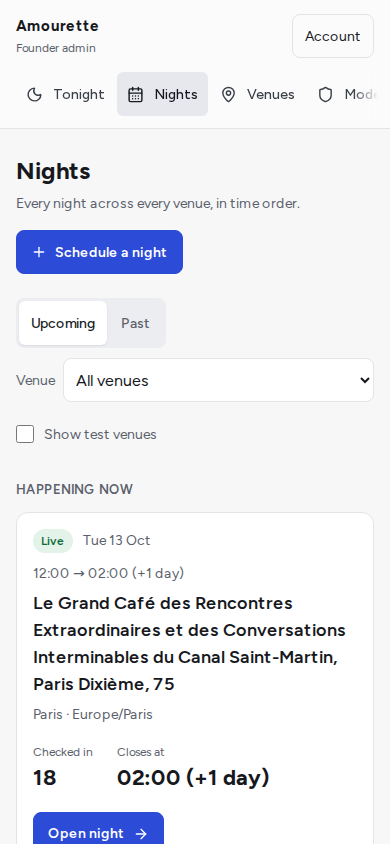 Amourette
Founder admin
Account
Tonight
Nights
Venues
Mode
Nights
Every night across every venue, in time order.
Schedule a night
Upcoming
Past
Venue
All venues
Show test venues
HAPPENING NOW
Live
Tue 13 Oct
12:00 → 02:00 (+1 day)
Le Grand Café des Rencontres
Extraordinaires et des Conversations
Interminables du Canal Saint-Martin,
Paris Dixième, 75
Paris · Europe/Paris
Checked in
Closes at
18
02:00 (+1 day)
Open night →